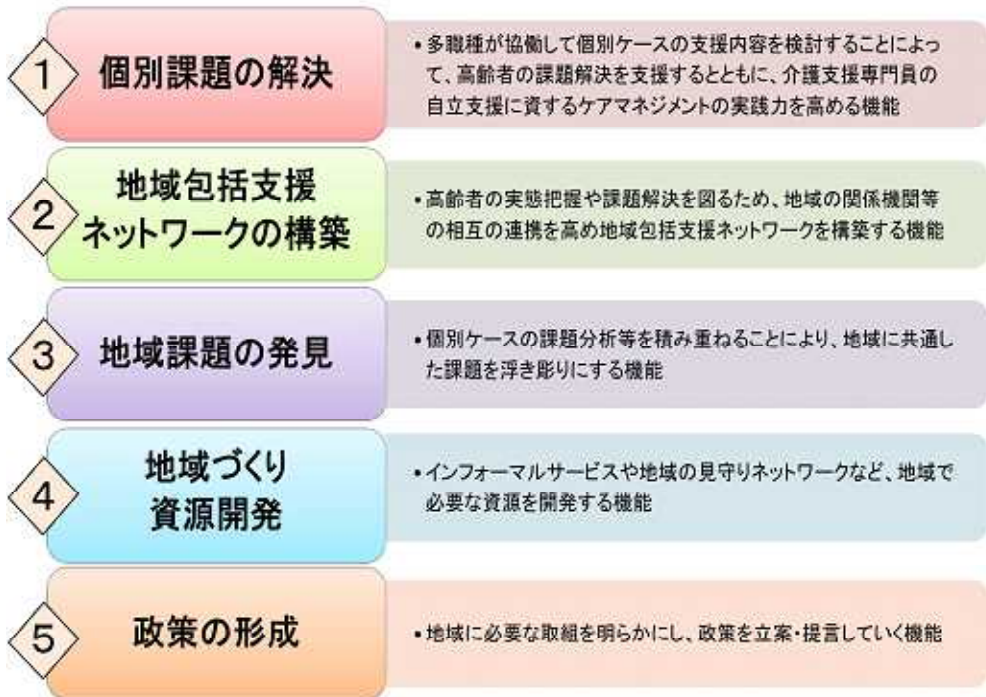 1
個別課題の解決
・多職種が協働して個別ケースの支援内容を検討することによっ
て、高齢者の課題解決を支援するとともに、介護支援専門員の
自立支援に資するケアマネジメントの実践力を高める機能
2
地域包括支援
ネットワークの構築
・高齢者の実態把握や課題解決を図るため、地域の関係機関等
の相互の連携を高め地域包括支援ネットワークを構築する機能
3
地域課題の発見
・個別ケースの課題分析等を積み重ねることにより、地域に共通し
た課題を浮き彫りにする機能
4
地域づくり
資源開発
・インフォーマルサービスや地域の見守りネットワークなど、地域で
必要な資源を開発する機能
5
政策の形成
・地域に必要な取組を明らかにし、政策を立案・提言していく機能